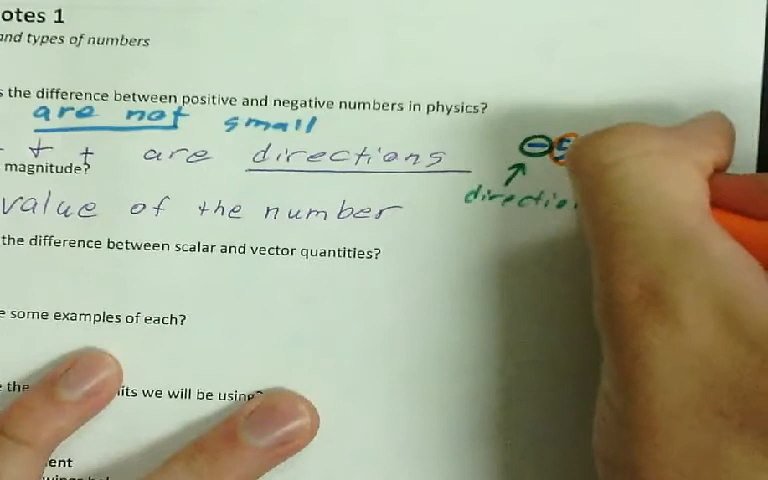 otes 1
and types of numbers
s the difference between positive and negative numbers in physics?
are not small
- + + are directions
magnitude?
value of the number
- 5
direction
the difference between scalar and vector quantities?
e some examples of each?
e the its we will be using?
ent